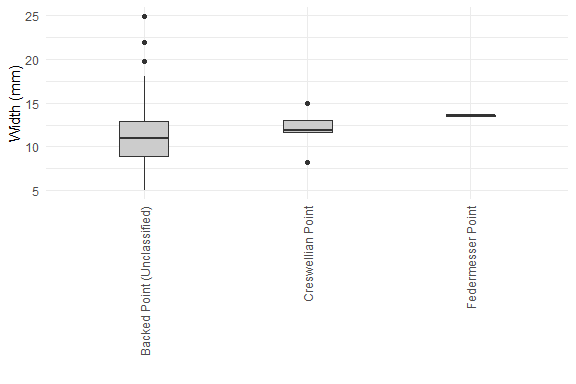 25
20
15
10
5
Width (mm)
Backed Point (Unclassified)
Creswellian Point
Federmesser Point